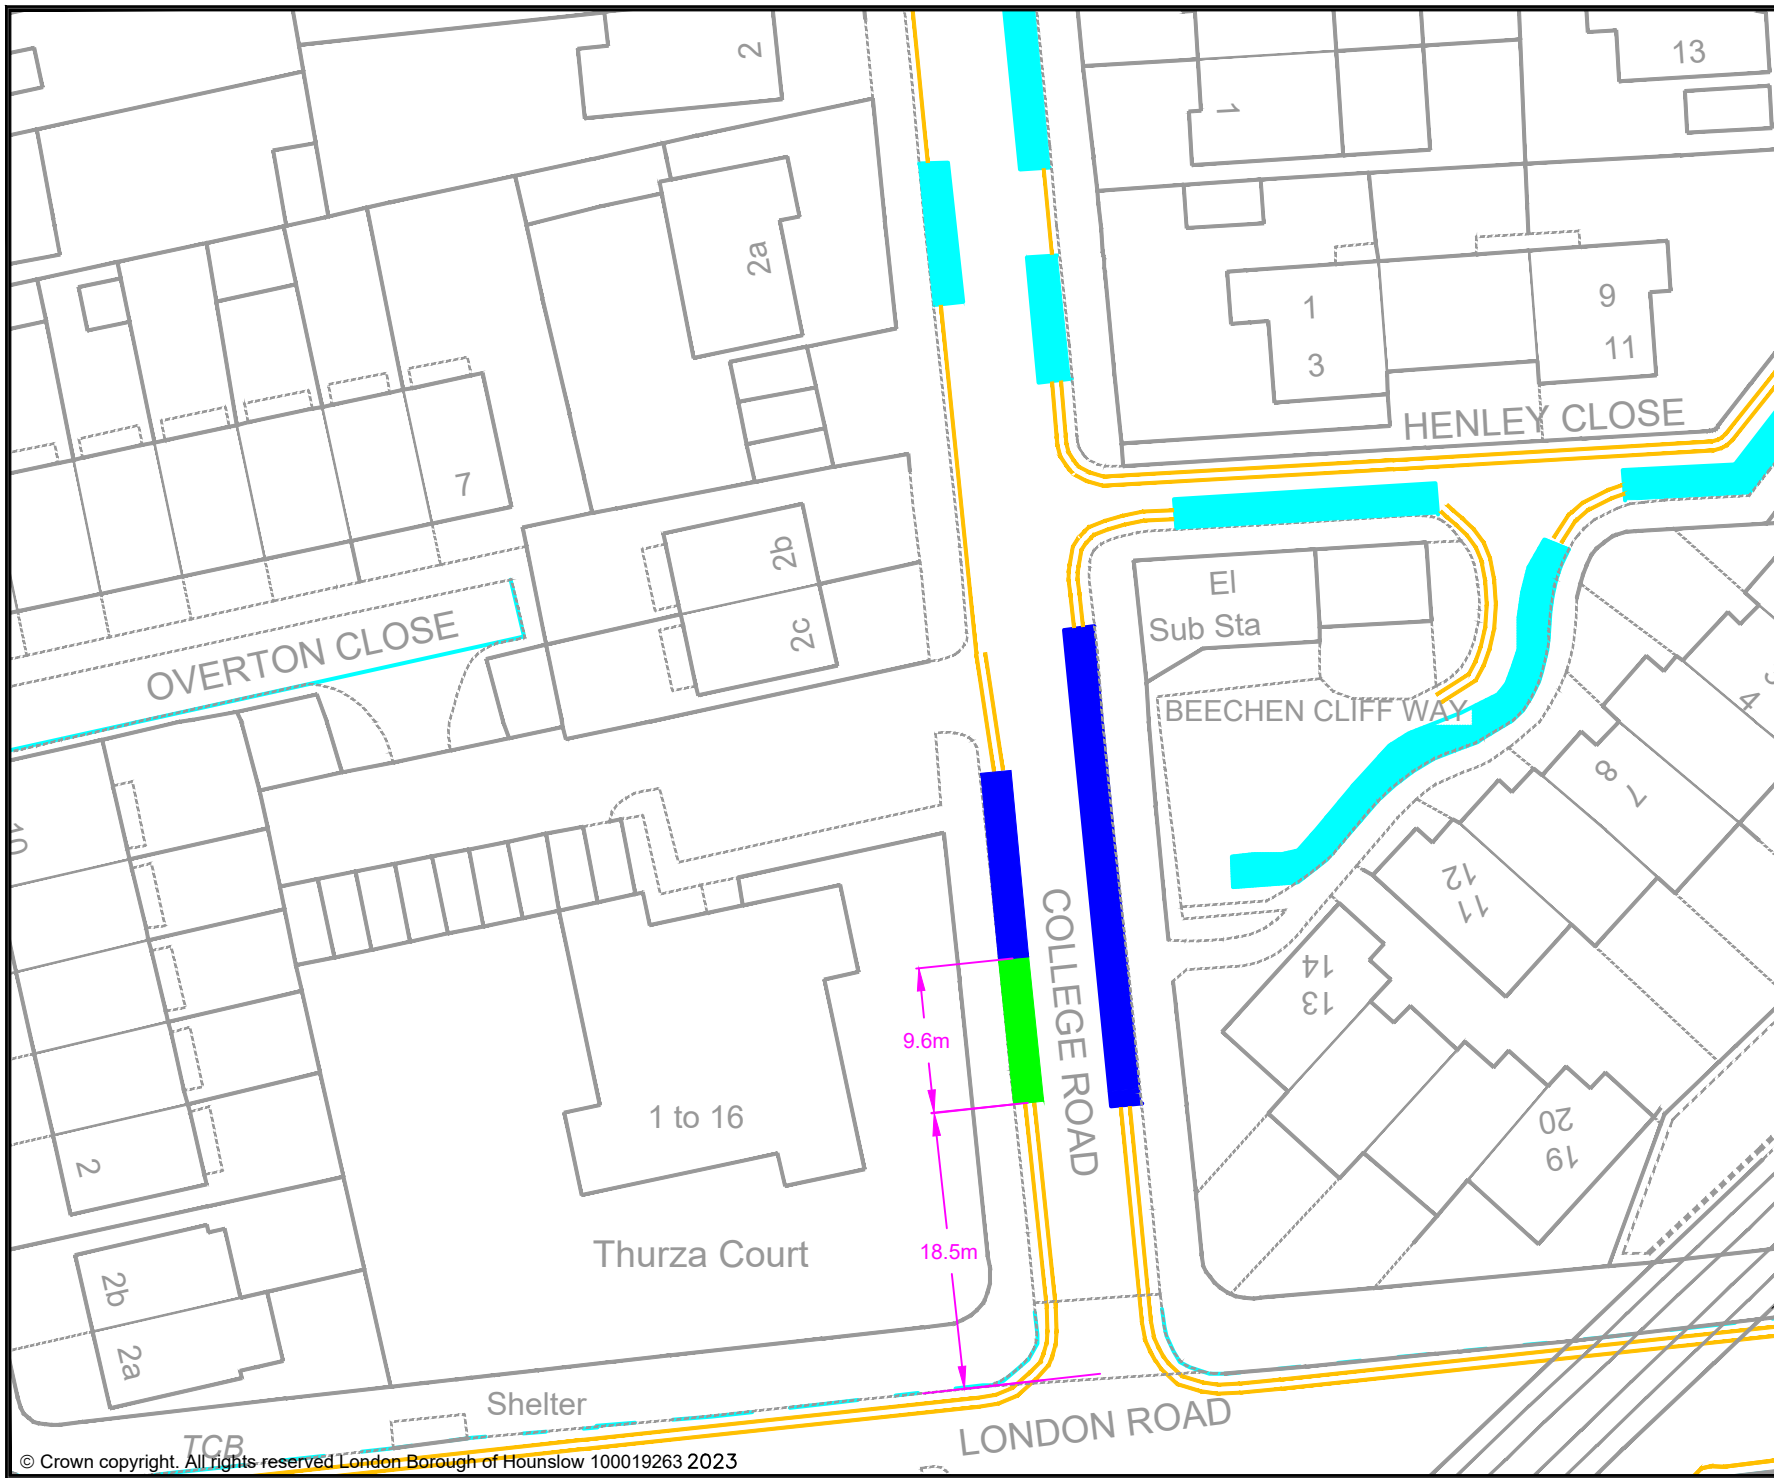 2
13
1
2a
1
3
9
11
HENLEY CLOSE
7
2b
2c
El
Sub Sta
OVERTON CLOSE
BEECHEN CLIFF WAY
4
8
7
10
12
11
COLLEGE ROAD
14
13
9.6m
1 to 16
20
19
2
18.5m
Thurza Court
2b
2a
Shelter
TCB
LONDON ROAD
© Crown copyright. All rights reserved London Borough of Hounslow 100019263 2023